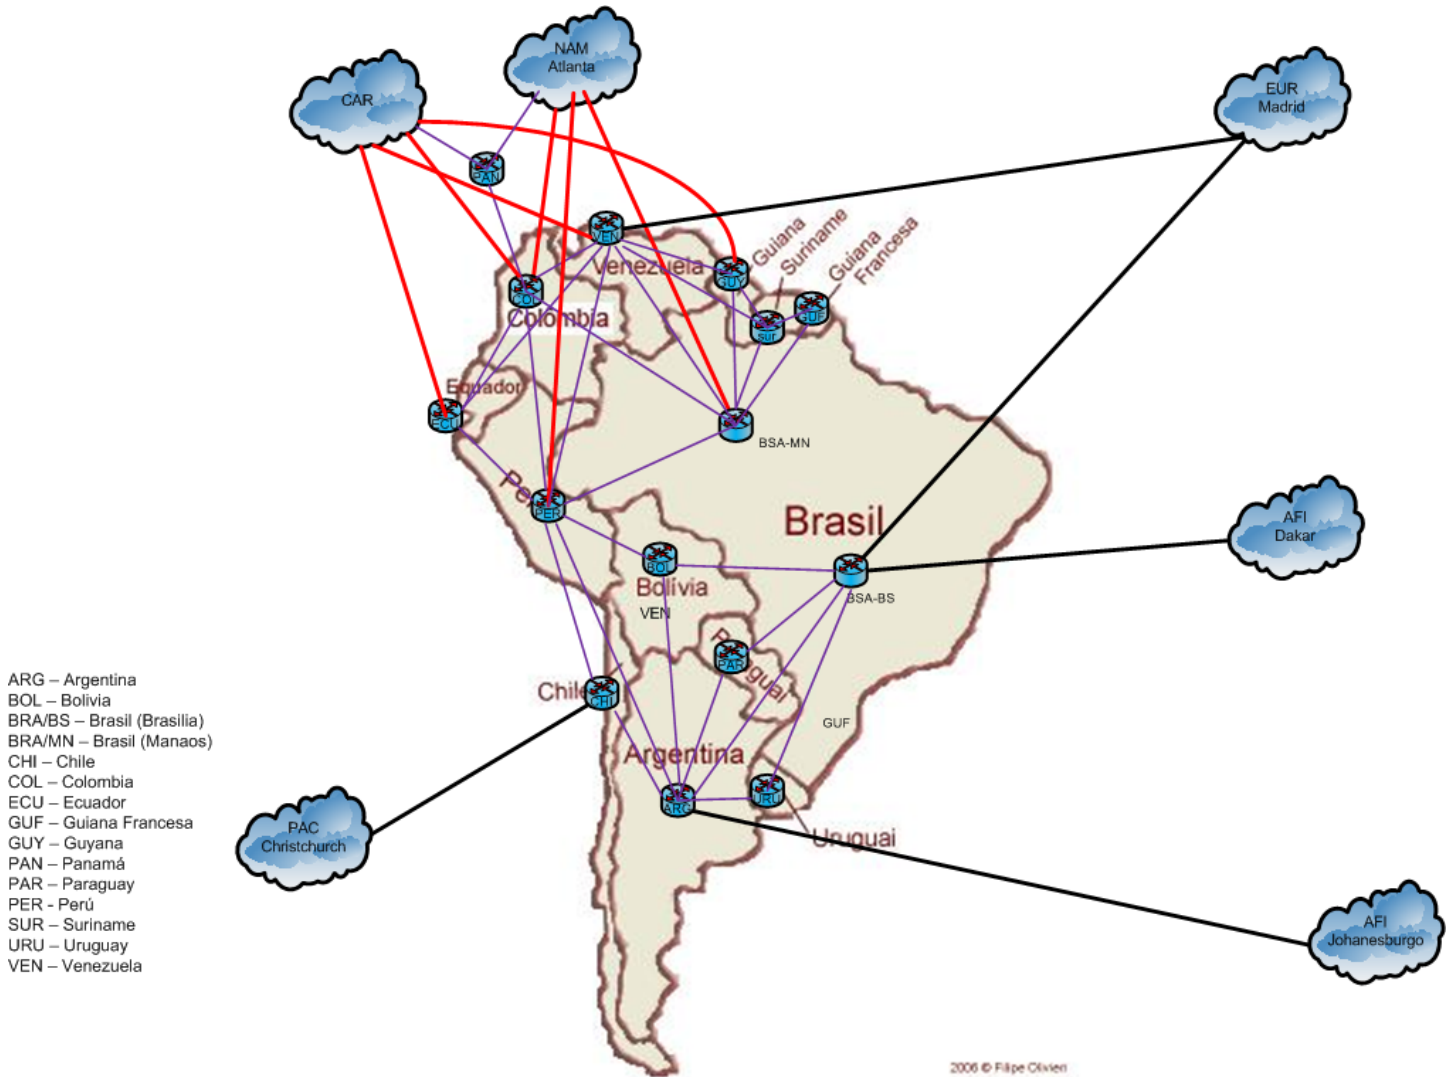 NAM
Atlanta
CAR
EUR
Madrid
PAN
VEN
Guiana
Suriname
Guiana
Francesa
Venezuela
GUY
COL
Colombia
sur
GUF
Equador
ECU
BSA-MN
PER
Brasil
AFI
Dakar
BOL
Bolívia
VEN
BSA-BS
PAR
Chile
CHI
GUF
Argentina
ARG
URU
Uruguai
PAC
Christchurch
AFI
Johanesburgo
ARG – Argentina
BOL – Bolivia
BRA/BS – Brasil (Brasilia)
BRA/MN – Brasil (Manaos)
CHI – Chile
COL – Colombia
ECU – Ecuador
GUF – Guiana Francesa
GUY – Guyana
PAN – Panamá
PAR – Paraguay
PER - Perú
SUR – Suriname
URU – Uruguay
VEN – Venezuela
2006 © Filipe Olivieri